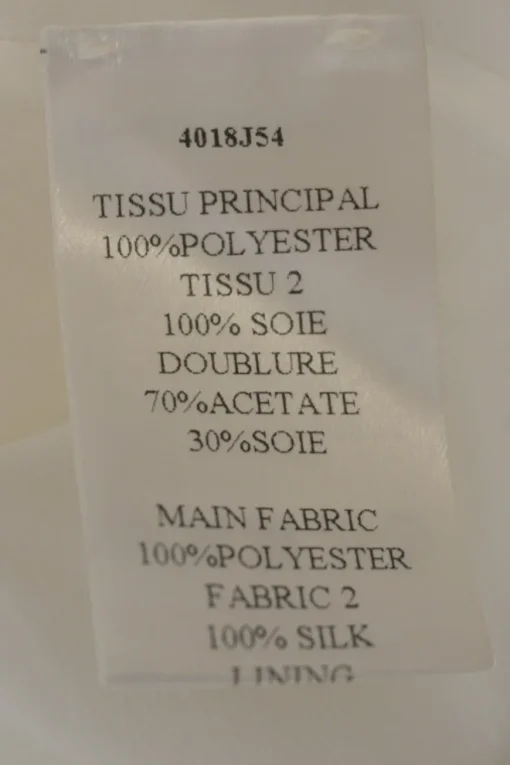 4018J54
TISSU PRINCIPAL
100%POLYESTER
TISSU 2
100% SOIE
DOUBLURE
70%ACETATE
30%SOIE
MAIN FABRIC
100%POLYESTER
FABRIC 2
100% SILK
LINING